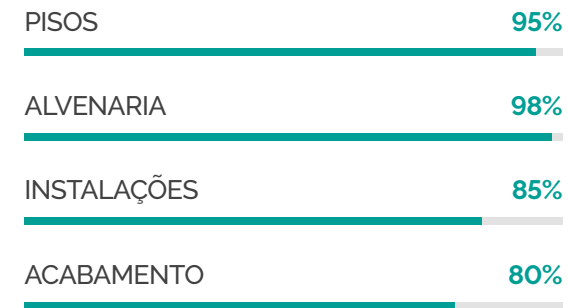 PISOS 95%
ALVENARIA 98%
INSTALAÇÕES 85%
ACABAMENTO 80%